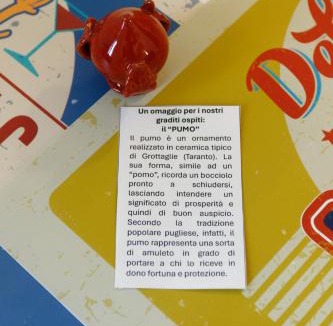 De
S
Un omaggio per i nostri
graditi ospiti:
il "PUMO"
Il pumo è un ornamento
realizzato in ceramica tipico
di Grottaglie (Taranto). La
sua forma, simile ad un
"pomo", ricorda un bocciolo
pronto a schiudersi,
lasciando intendere un
significato di prosperità e
quindi di buon auspicio.
Secondo la tradizione
popolare pugliese, infatti, il
pumo rappresenta una sorta
di amuleto in grado di
portare a chi lo riceve in
dono fortuna e protezione.